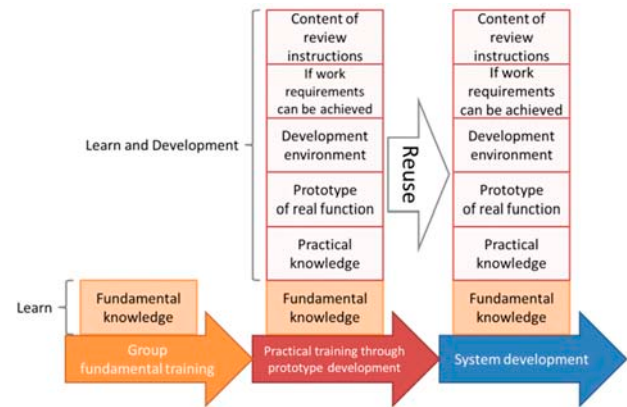 Content of
review
instructions
If work
requirements
can be achieved
Development
environment
Prototype
of real function
Practical
knowledge
Fundamental
knowledge
Content of
review
instructions
If work
requirements
can be achieved
Development
environment
Prototype
of real function
Practical
knowledge
Fundamental
knowledge
Reuse
Learn and Development
Learn
Fundamental
knowledge
Group
fundamental training
Practical training through
prototype development
System development